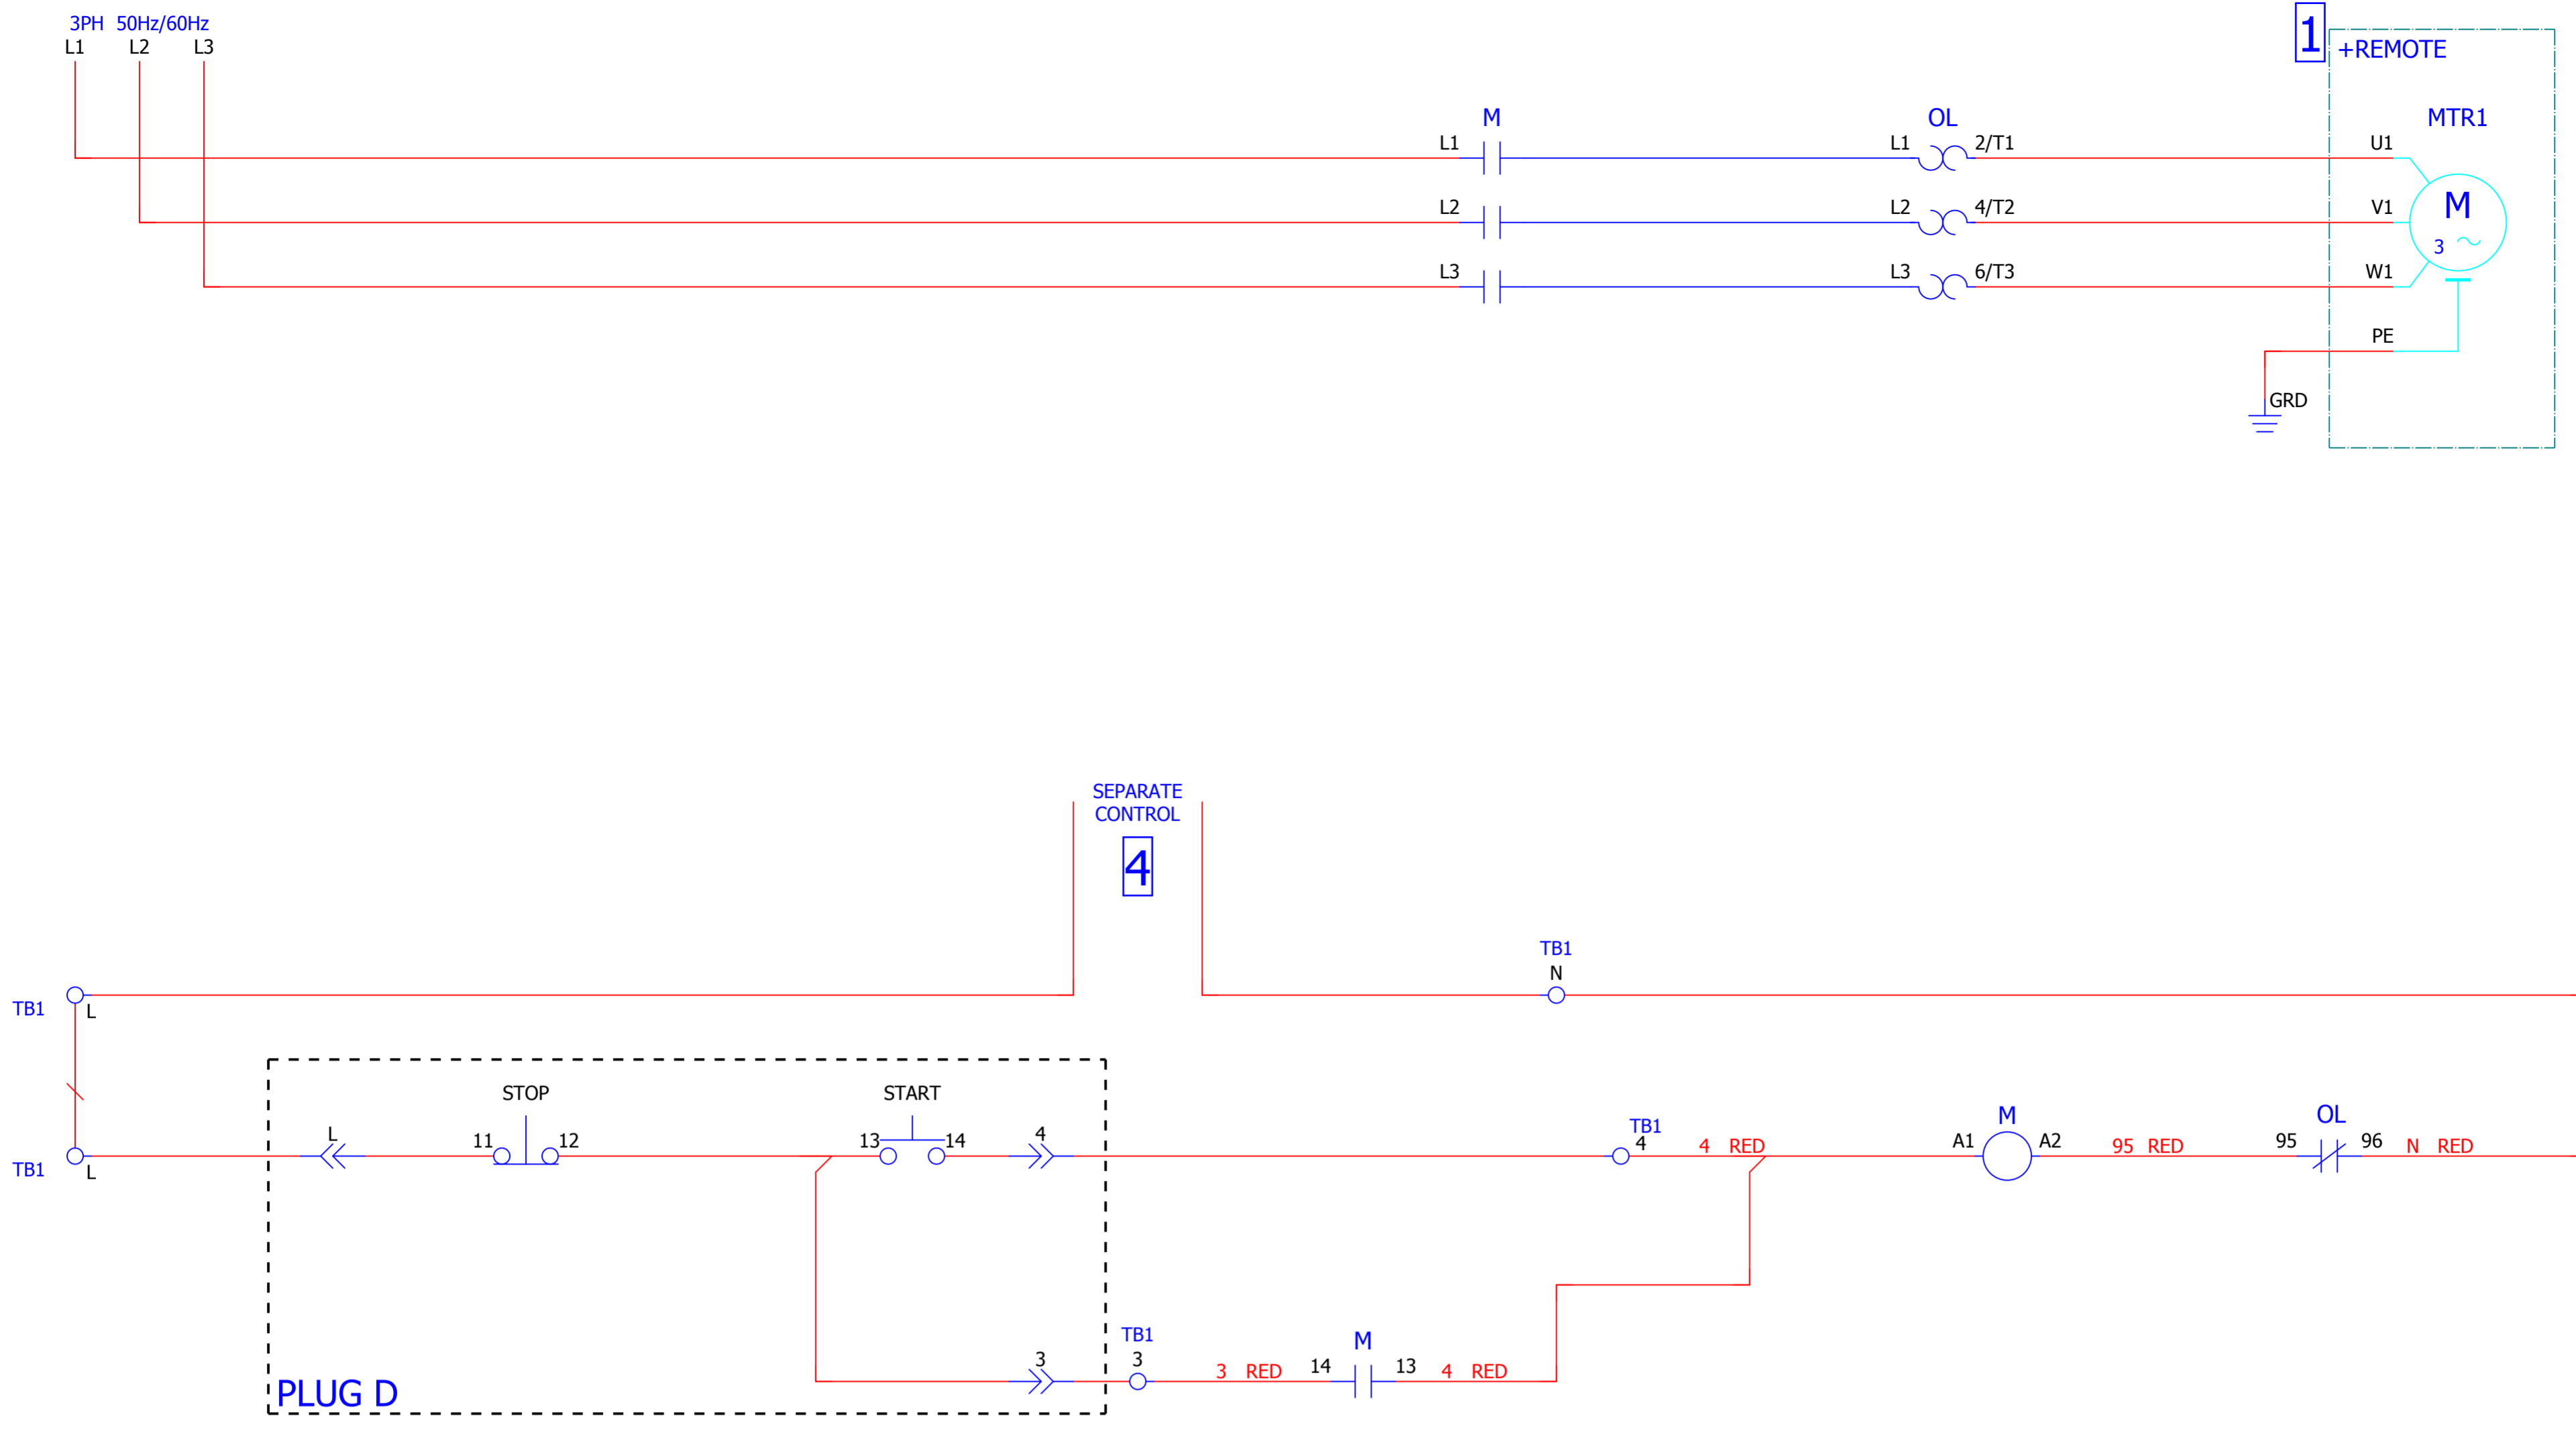 3PH 50Hz/60Hz
L1 L2 L3
1
+REMOTE
M OL MTR1
L1 L1 2/T1 U1
L2 L2 4/T2 V1
M
3
L3 L3 6/T3 W1
PE
GRD
SEPARATE
CONTROL
4
TB1
N
TB1 L
STOP START
TB1 L
L 11 12 13 14 4
TB1
4 4 RED
M
A1 A2
95 RED
OL
95 96
N RED
TB1
3 3
3 RED
M
14 13
4 RED
PLUG D